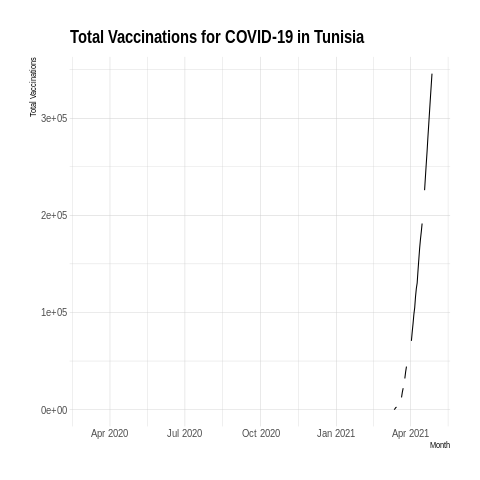 Total Vaccinations for COVID-19 in Tunisia
Total Vaccinations
3e+05
2e+05
1e+05
0e+00
Apr 2020 Jul 2020 Oct 2020 Jan 2021 Apr 2021
Month